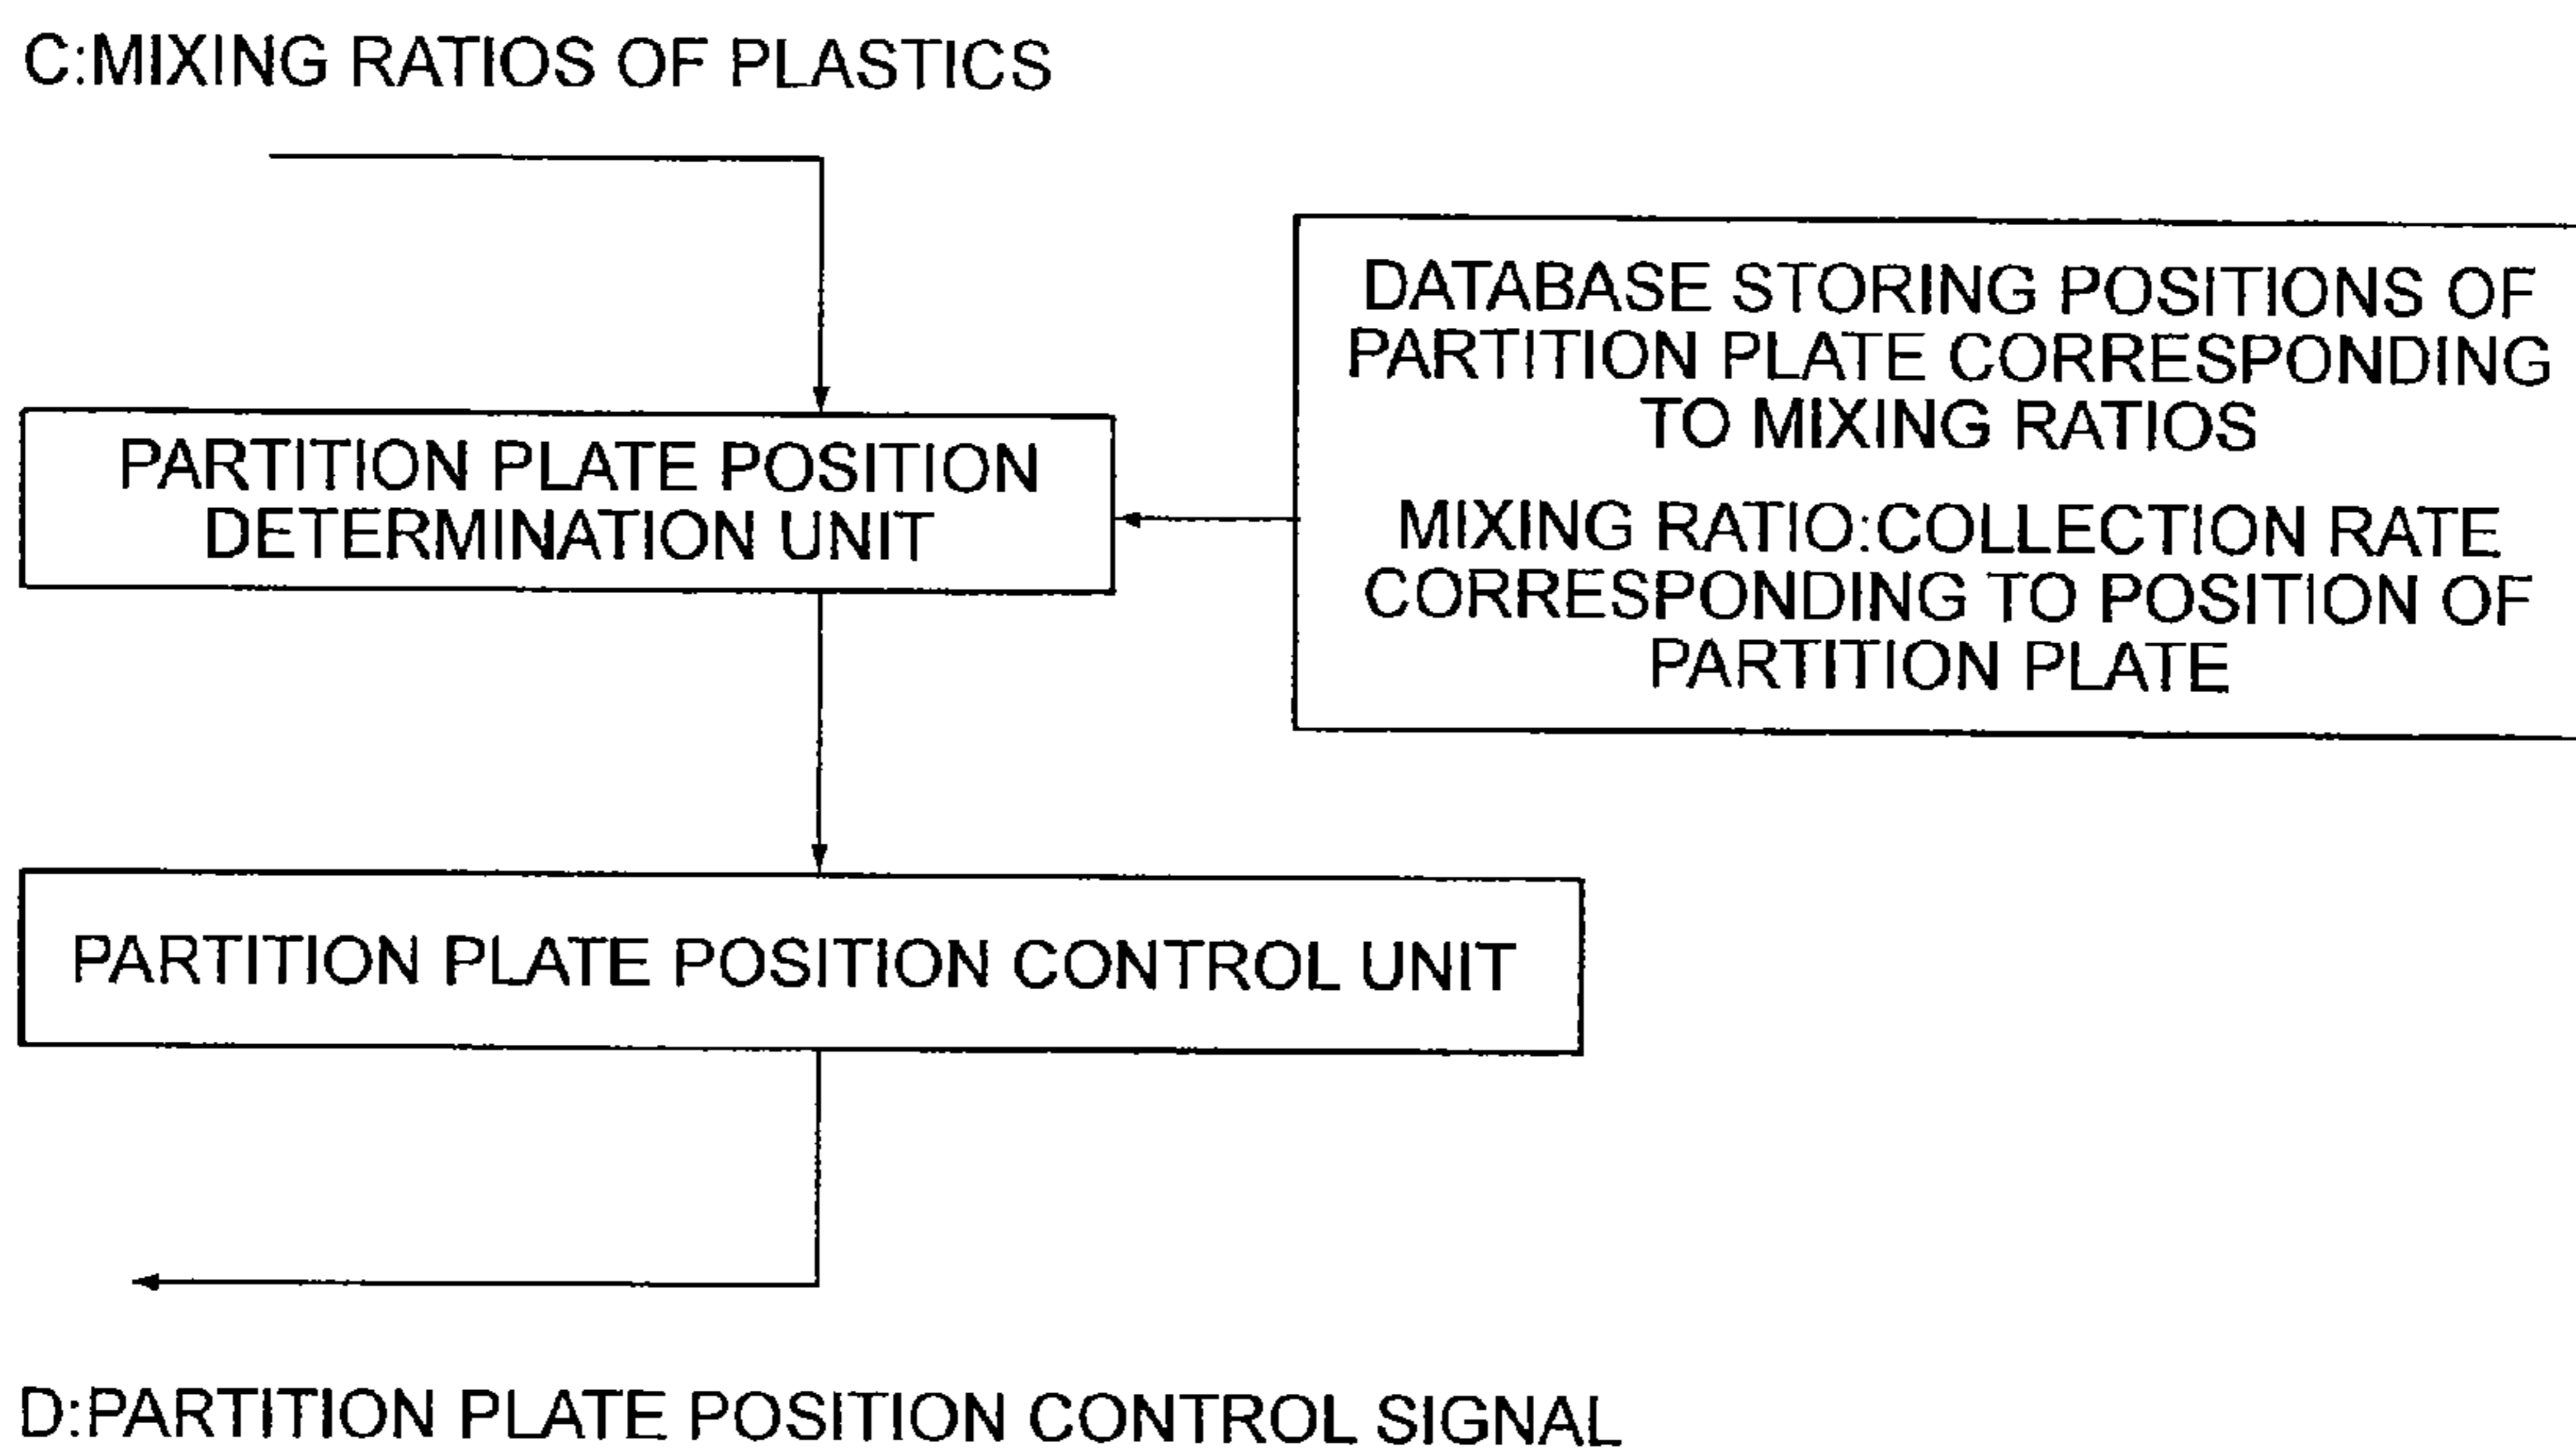 C:MIXING RATIOS OF PLASTICS
DATABASE STORING POSITIONS OF
PARTITION PLATE CORRESPONDING
TO MIXING RATIOS
MIXING RATIO:COLLECTION RATE
CORRESPONDING TO POSITION OF
PARTITION PLATE
PARTITION PLATE POSITION
DETERMINATION UNIT
PARTITION PLATE POSITION CONTROL UNIT
D:PARTITION PLATE POSITION CONTROL SIGNAL